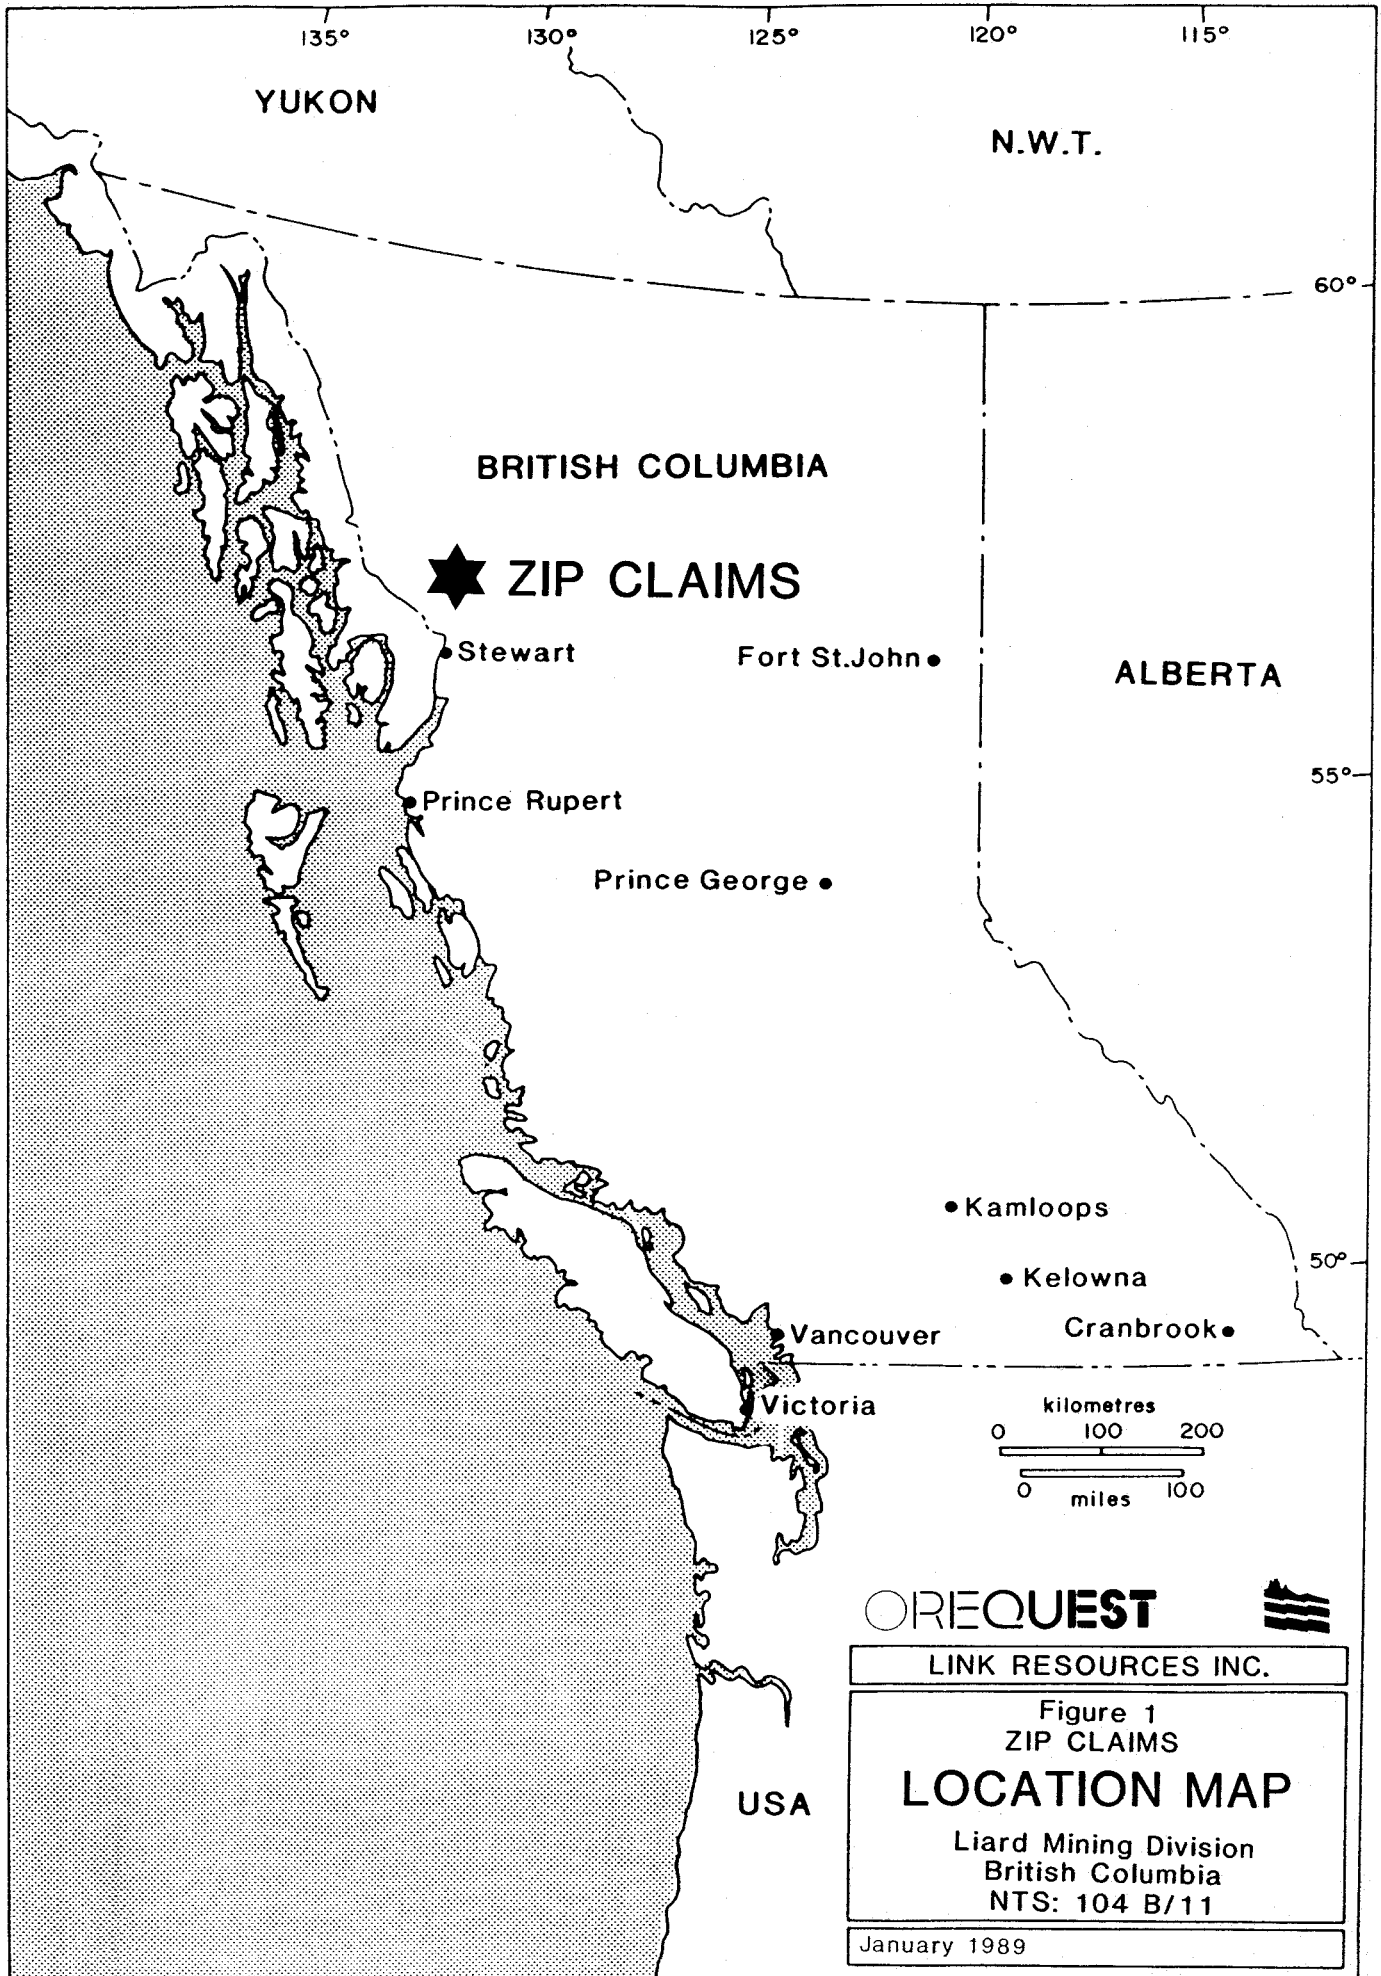 135° 130° 125° 120° 115°
YUKON
N.W.T.
60°
BRITISH COLUMBIA
ZIP CLAIMS
Stewart
Fort St.John
ALBERTA
55°
Prince Rupert
Prince George
Kamloops
50°
Kelowna
Cranbrook
Vancouver
Victoria
kilometres
0 100 200
0 miles 100
OREQUEST
LINK RESOURCES INC.
Figure 1
ZIP CLAIMS
LOCATION MAP
USA
Liard Mining Division
British Columbia
NTS: 104 B/11
January 1989